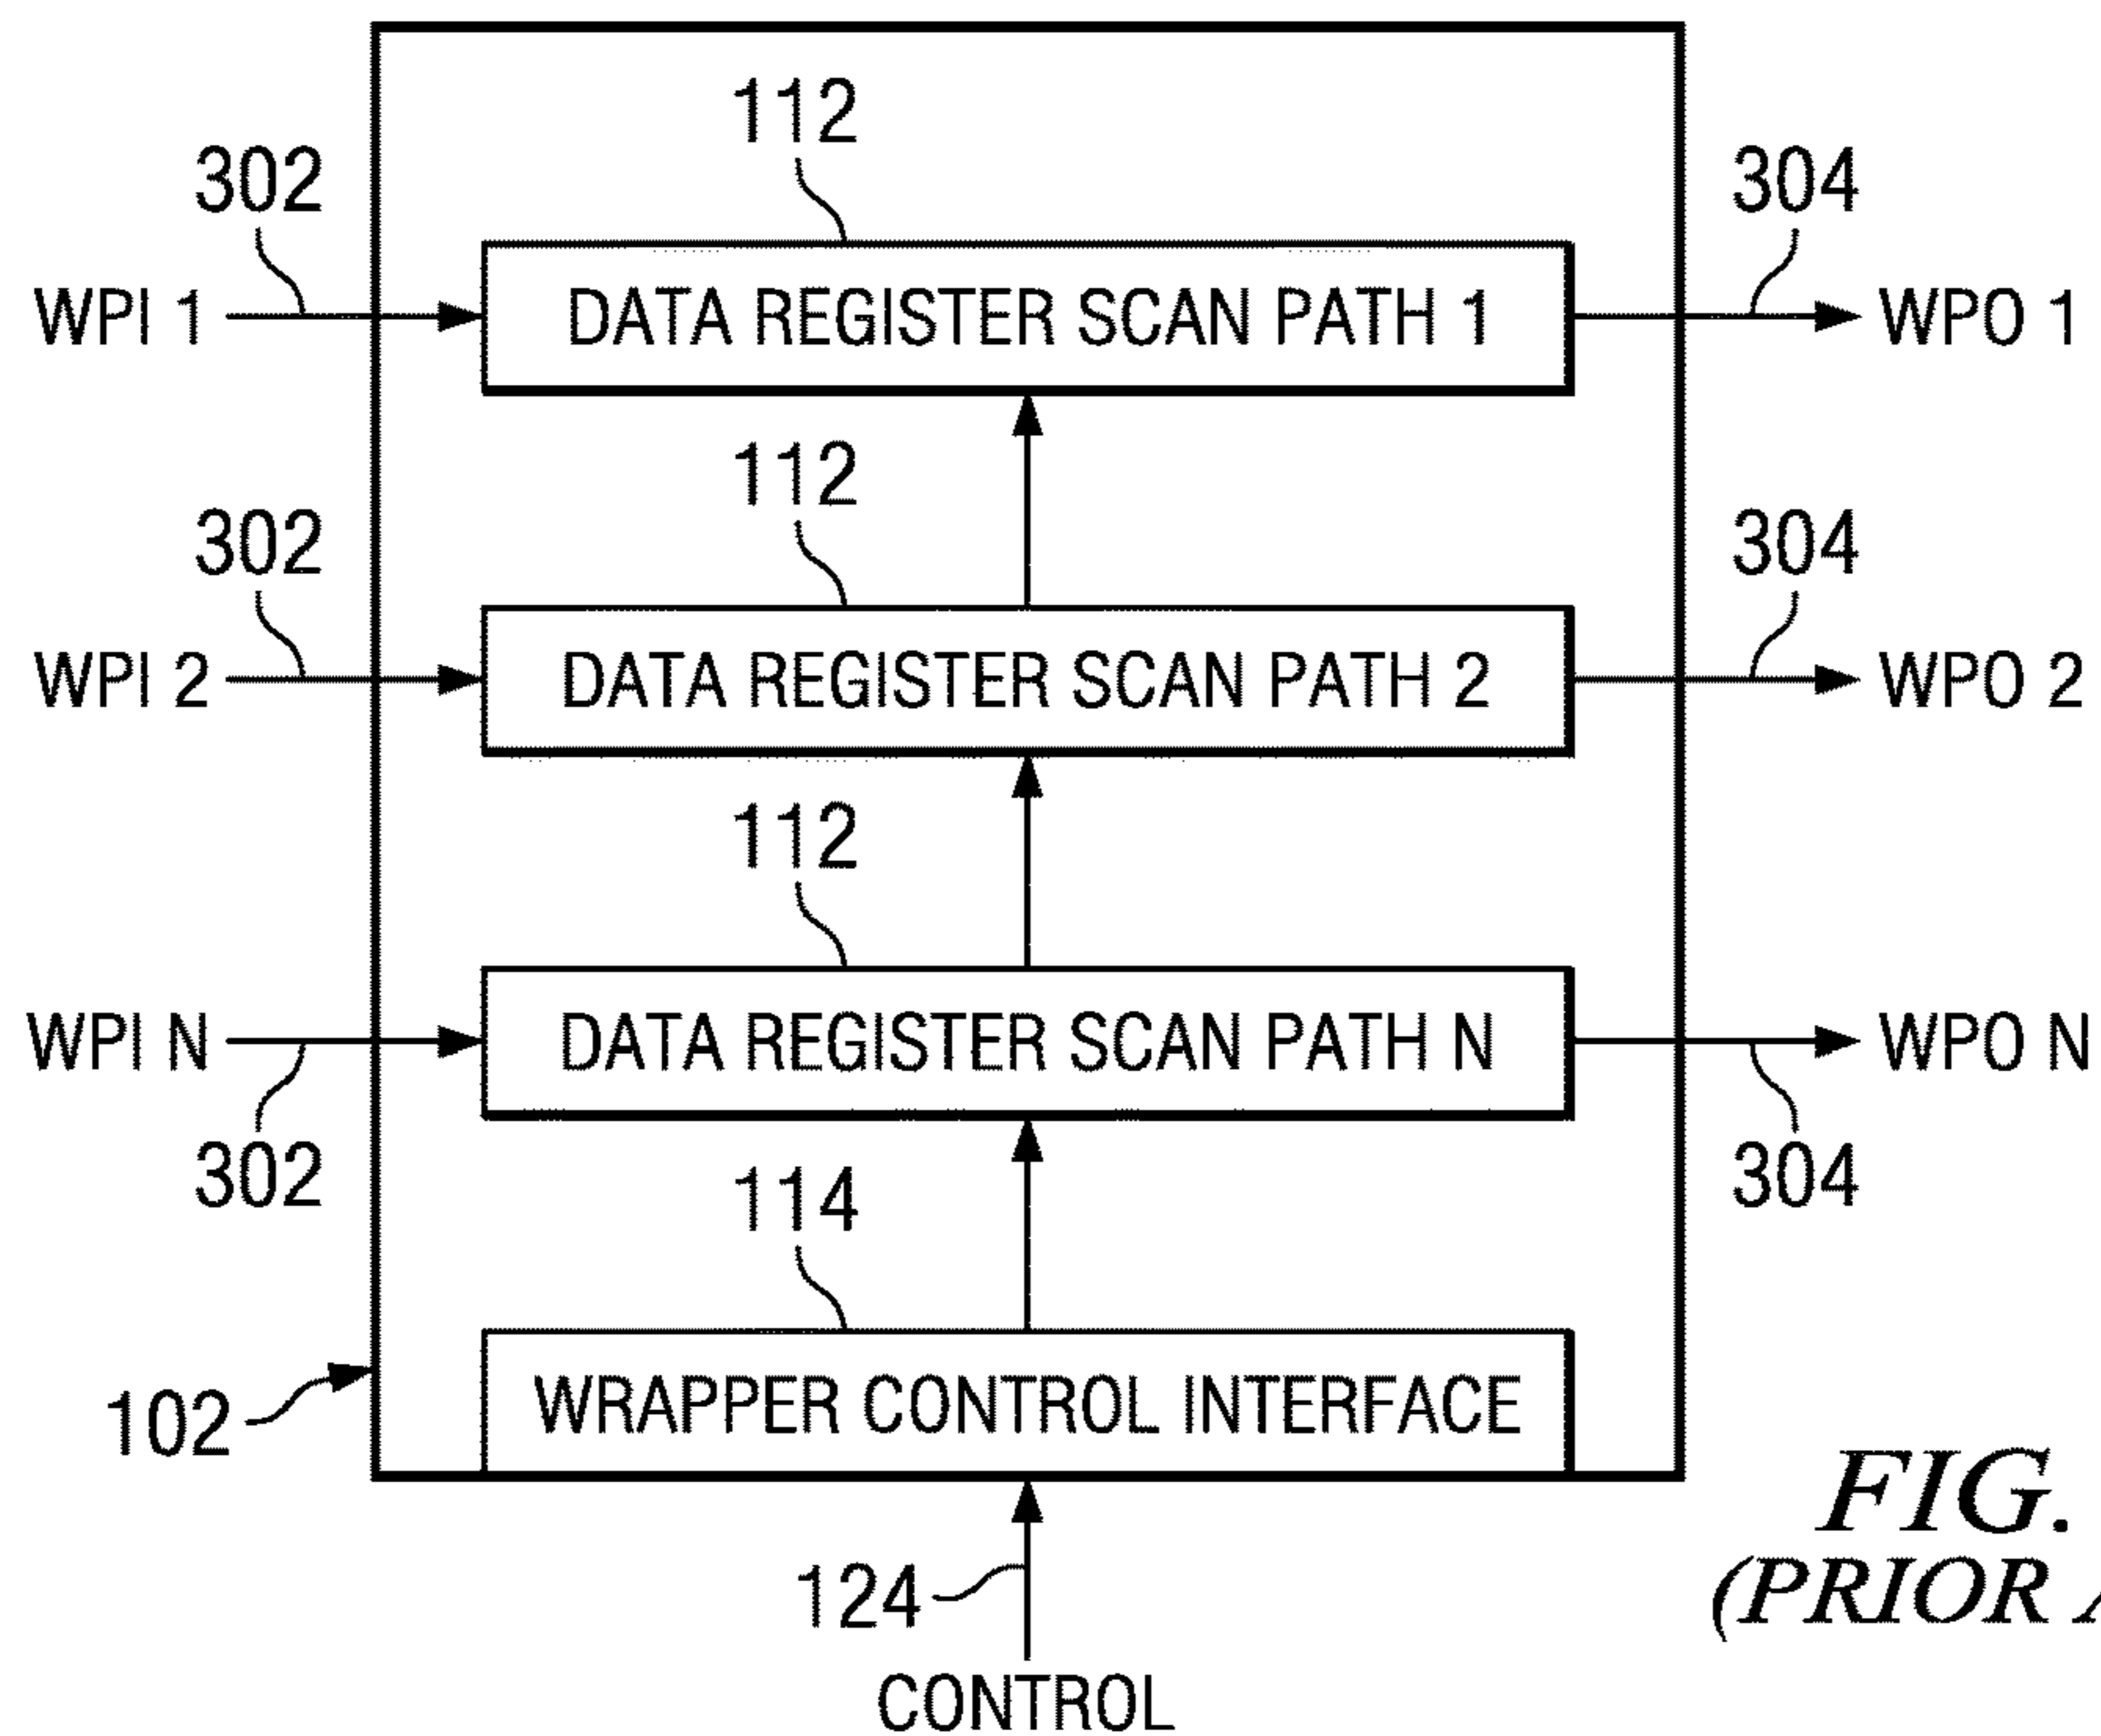 112
302 304
WPI 1 DATA REGISTER SCAN PATH 1 WPO 1
112
302 304
WPI 2 DATA REGISTER SCAN PATH 2 WPO 2
112
WPI N DATA REGISTER SCAN PATH N WPO N
302 114 304
WRAPPER CONTROL INTERFACE
102
FIG.
124 (PRIOR
CONTROL